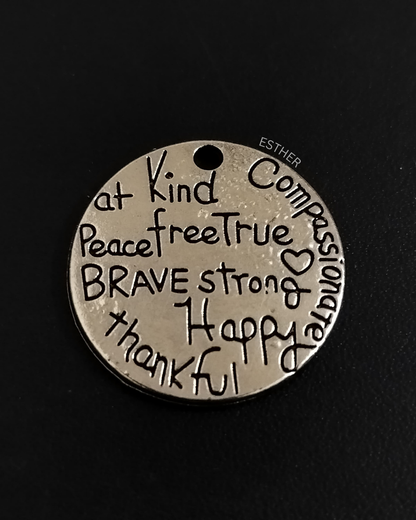 ESTHER
at Kind
Compassionate
Peace free True
BRAVE strong
Happy
thankful